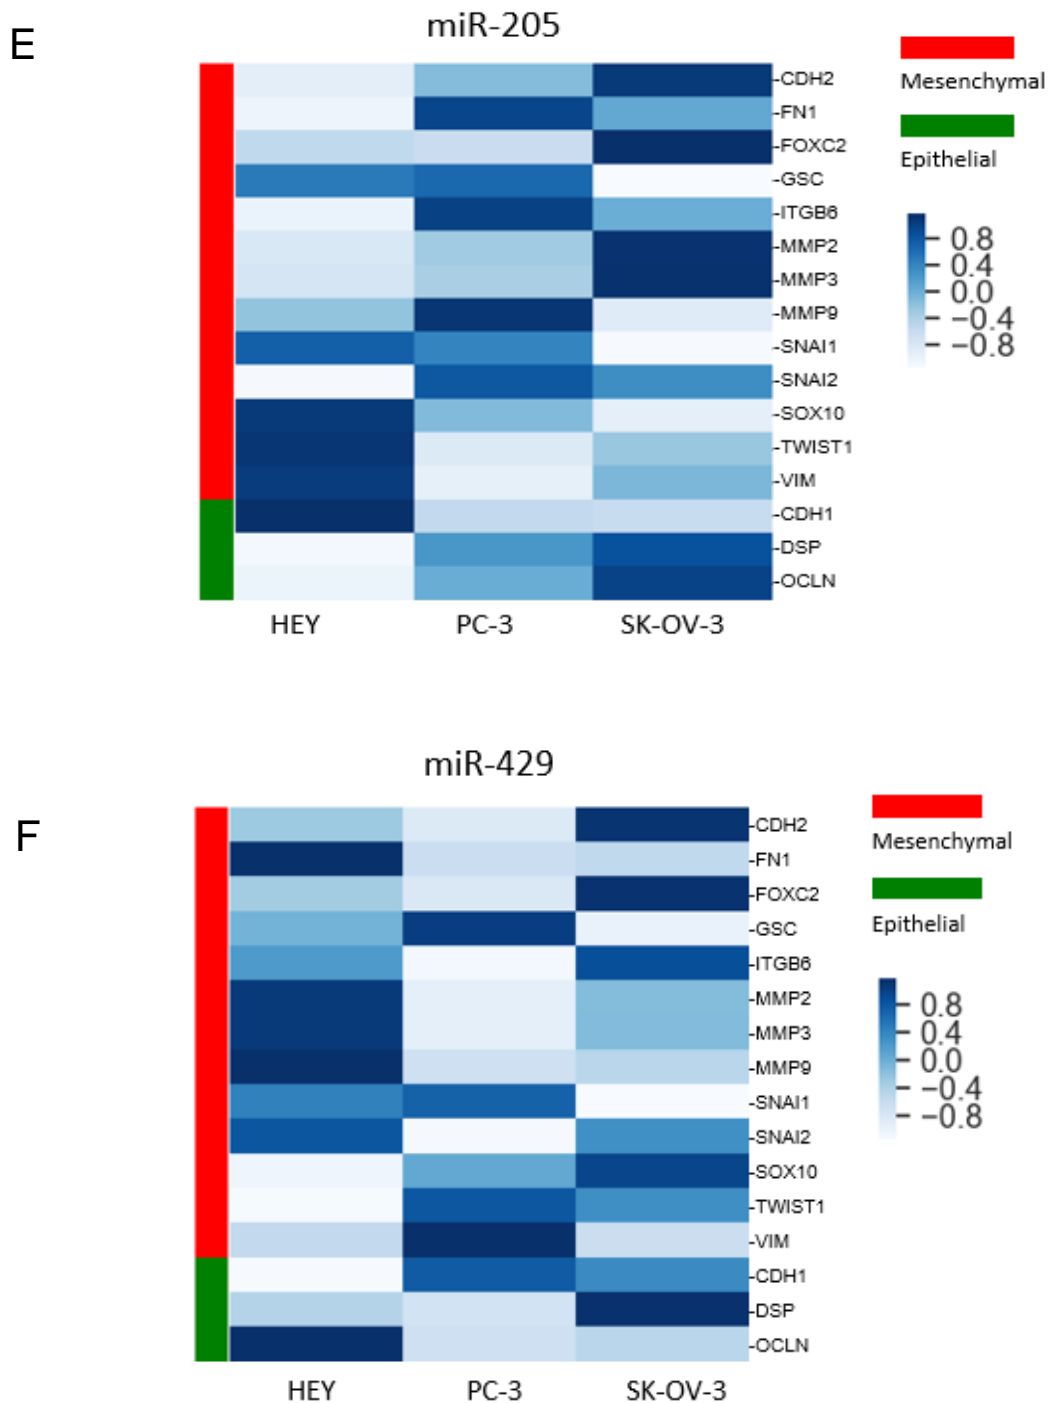 E
miR-205
-CDH2
-FN1
-FOXC2
-GSC
-ITGB6
-MMP2
-MMP3
-MMP9
-SNAI1
-SNAI2
-SOX10
-TWIST1
-VIM
-CDH1
-DSP
-OCLN
Mesenchymal
Epithelial
0.8
0.4
0.0
−0.4
−0.8
HEY PC-3 SK-OV-3
F
miR-429
-CDH2
-FN1
-FOXC2
-GSC
-ITGB6
-MMP2
-MMP3
-MMP9
-SNAI1
-SNAI2
-SOX10
-TWIST1
-VIM
-CDH1
-DSP
-OCLN
Mesenchymal
Epithelial
0.8
0.4
0.0
−0.4
−0.8
HEY PC-3 SK-OV-3